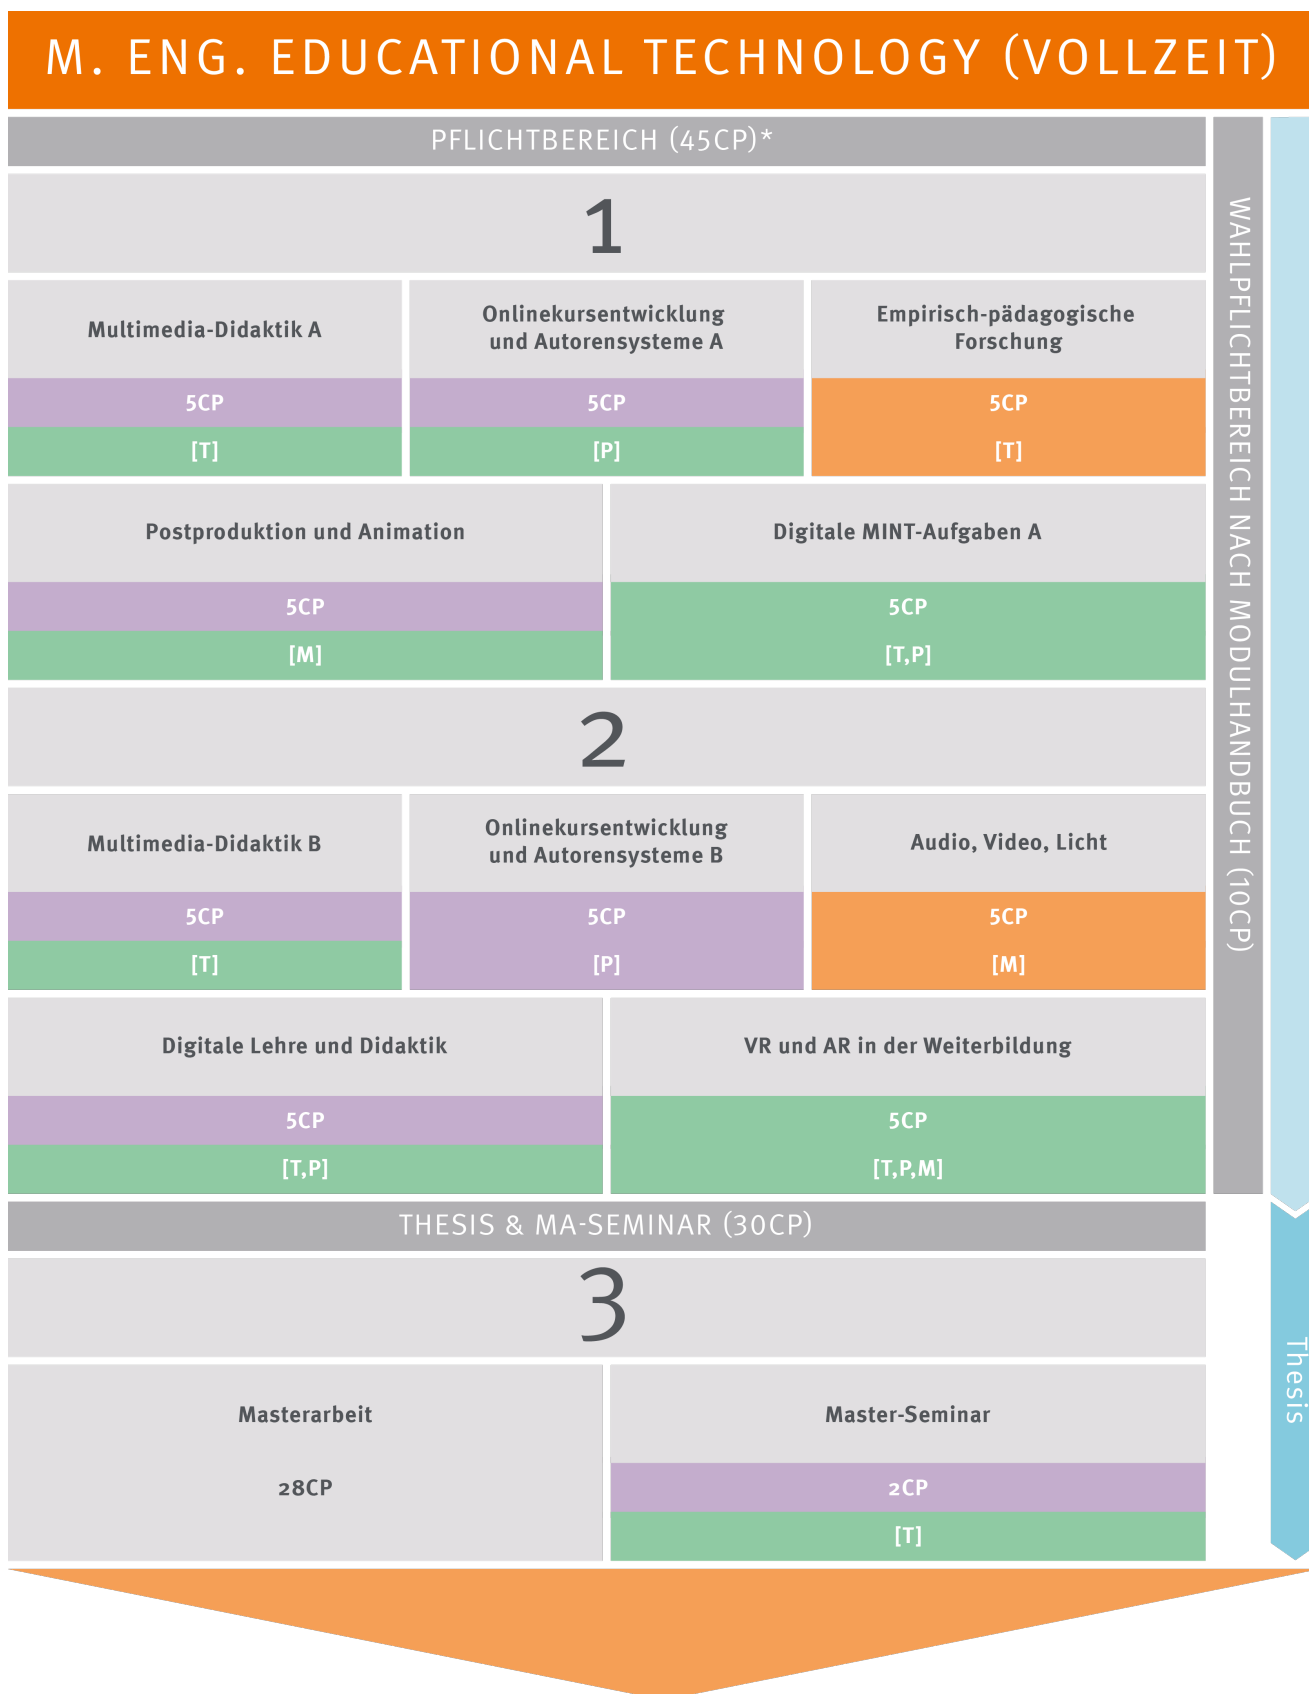 M. ENG. EDUCATIONAL TECHNOLOGY (VOLLZEIT)
PFLICHTBEREICH (45CP)*
WAHLPFLICHTBEREICH NACH MODULHANDBUCH (10CP)
1
Multimedia-Didaktik A
5CP
[T]
Onlinekursentwicklung
und Autorensysteme A
5CP
[P]
Empirisch-pädagogische
Forschung
5CP
[T]
Postproduktion und Animation
5CP
[M]
Digitale MINT-Aufgaben A
5CP
[T,P]
2
Multimedia-Didaktik B
5CP
[T]
Onlinekursentwicklung
und Autorensysteme B
5CP
[P]
Audio, Video, Licht
5CP
[M]
Digitale Lehre und Didaktik
5CP
[T,P]
VR und AR in der Weiterbildung
5CP
[T,P,M]
THESIS & MA-SEMINAR (30CP)
3
Masterarbeit
28CP
Master-Seminar
2CP
[T]
Thesis